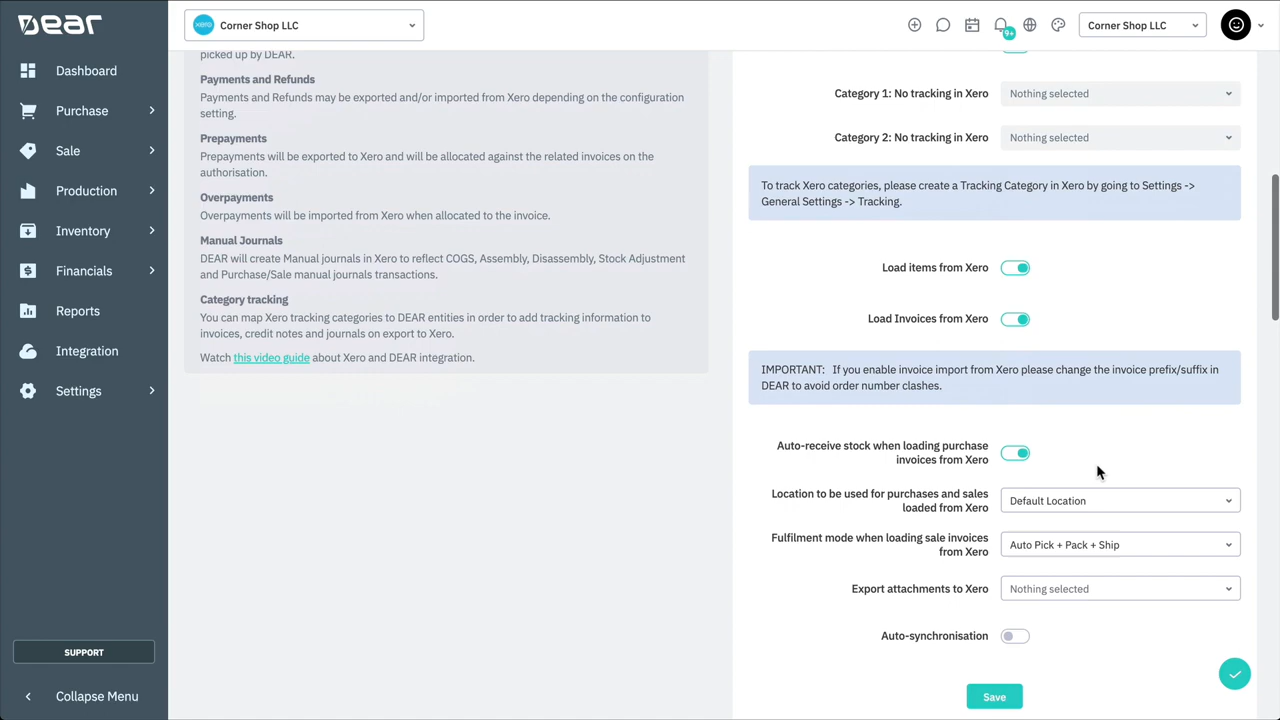 DEAR
xero
Corner Shop LLC
9+
Corner Shop LLC
Dashboard
Purchase
Sale
Production
Inventory
Financials
Reports
Integration
Settings
SUPPORT
Collapse Menu
picked up by DEAR.
Payments and Refunds
Payments and Refunds may be exported and/or imported from Xero depending on the configuration
setting.
Prepayments
Prepayments will be exported to Xero and will be allocated against the related invoices on the
authorisation.
Overpayments
Overpayments will be imported from Xero when allocated to the invoice.
Manual Journals
DEAR will create Manual journals in Xero to reflect COGS, Assembly, Disassembly, Stock Adjustment
and Purchase/Sale manual journals transactions.
Category tracking
You can map Xero tracking categories to DEAR entities in order to add tracking information to
invoices, credit notes and journals on export to Xero.
Watch this video guide about Xero and DEAR integration.
Category 1: No tracking in Xero
Nothing selected
Category 2: No tracking in Xero
Nothing selected
To track Xero categories, please create a Tracking Category in Xero by going to Settings ->
General Settings -> Tracking.
Load items from Xero
Load Invoices from Xero
IMPORTANT: If you enable invoice import from Xero please change the invoice prefix/suffix in
DEAR to avoid order number clashes.
Auto-receive stock when loading purchase
invoices from Xero
Location to be used for purchases and sales
loaded from Xero
Default Location
Fulfilment mode when loading sale invoices
from Xero
Auto Pick + Pack + Ship
Export attachments to Xero
Nothing selected
Auto-synchronisation
Save